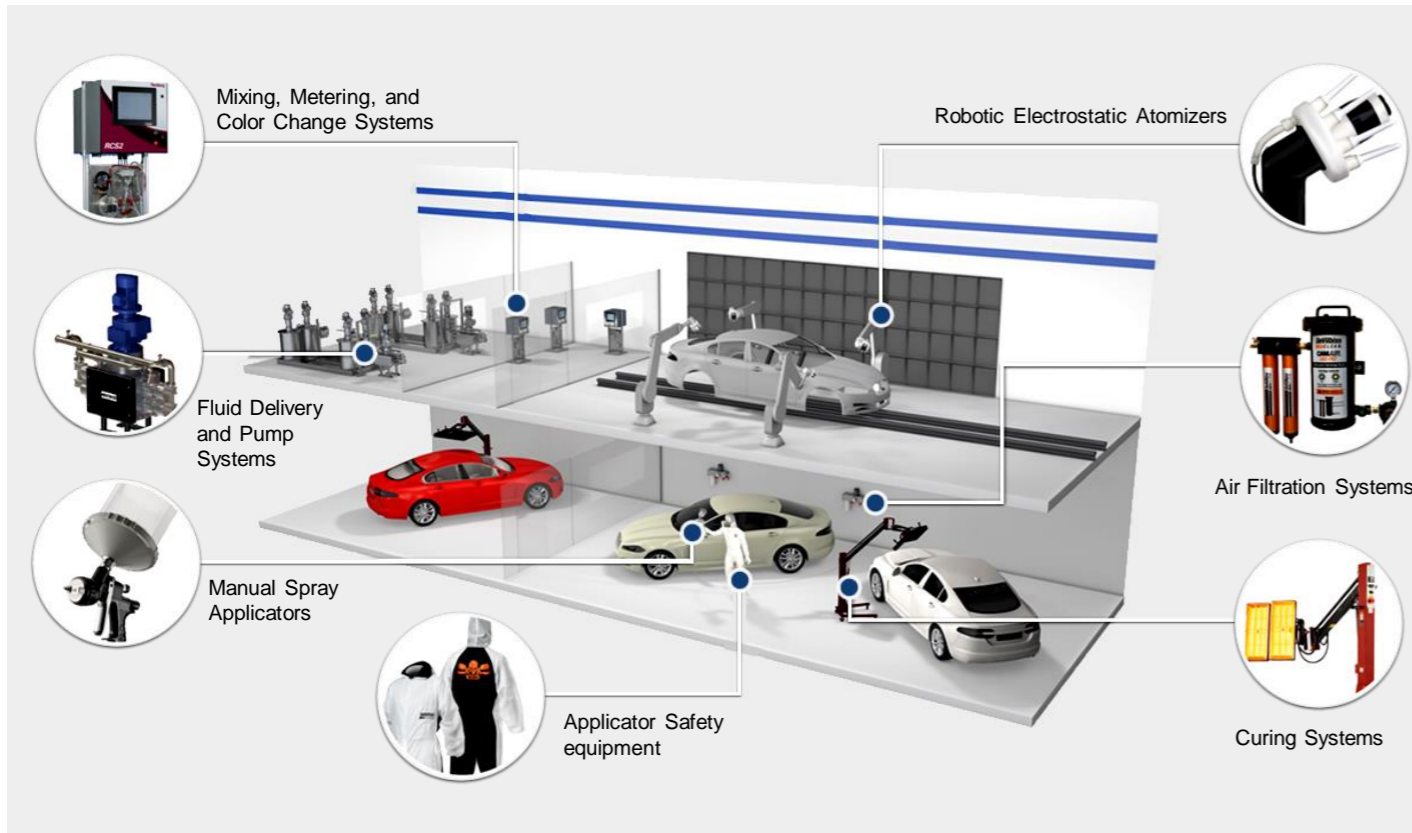 Mixing, Metering, and
Color Change Systems
RCS2
Robotic Electrostatic Atomizers
Fluid Delivery
and Pump
Systems
Air Filtration Systems
Manual Spray
Applicators
Applicator Safety
equipment
Curing Systems